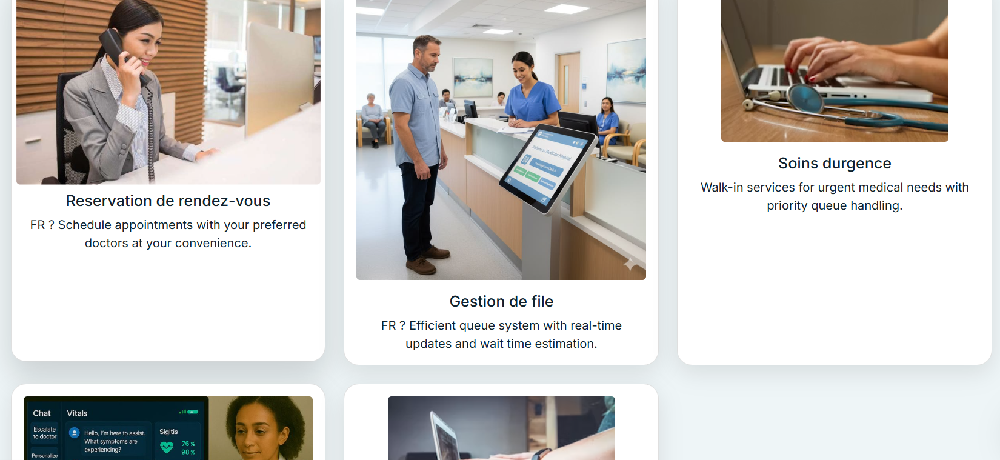 Reservation de rendez-vous
FR ? Schedule appointments with your preferred
doctors at your convenience.
Welcome to MediCare Hospital
Gestion de file
FR ? Efficient queue system with real-time
updates and wait time estimation.
Soins durgence
Walk-in services for urgent medical needs with
priority queue handling.
Chat
Escalate
to doctor
Personalize
Vitals
Hello, I'm here to assist.
What symptoms are
experiencing?
Sigitis
76 %
98 %